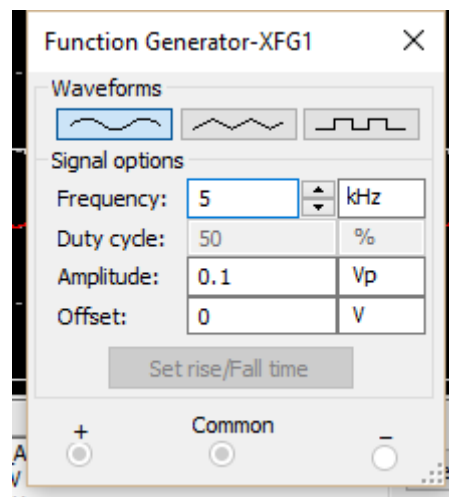 Function Generator-XFG1
Waveforms
Signal options
Frequency: 5 kHz
Duty cycle: 50 %
Amplitude: 0.1 Vp
Offset: 0 V
Set rise/Fall time
+ Common –
A
V